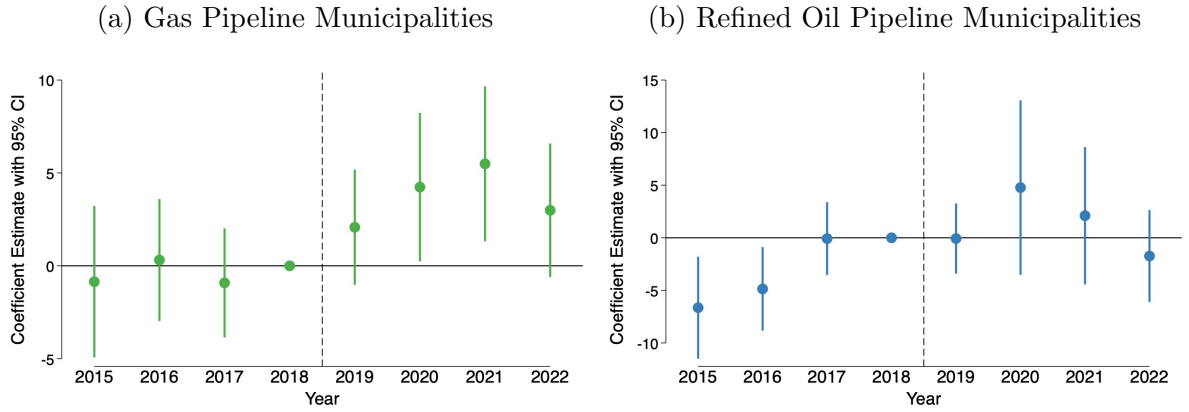 (a) Gas Pipeline Municipalities
Coefficient Estimate with 95% CI
10
5
0
-5
2015 2016 2017 2018 2019 2020 2021 2022
Year
(b) Refined Oil Pipeline Municipalities
Coefficient Estimate with 95% CI
15
10
5
0
-5
-10
2015 2016 2017 2018 2019 2020 2021 2022
Year